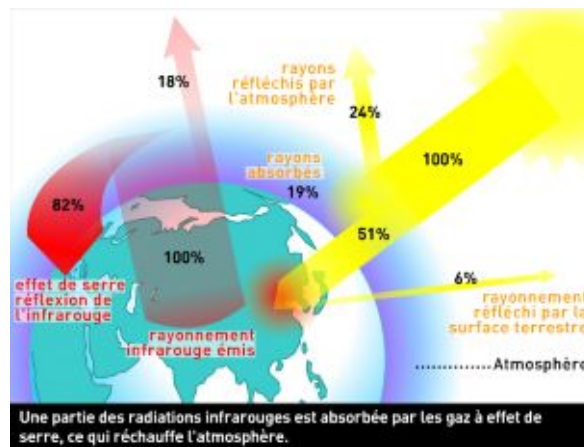 18%
rayons
réfléchis par
l'atmosphère
24%
100%
rayons
absorbés
19%
82%
51%
100%
6%
effet de serre
réflexion de
l'infrarouge
rayonnement
infrarouge émis
rayonnement
réfléchi par la
surface terrestre
............Atmosphère
Une partie des radiations infrarouges est absorbée par les gaz à effet de
serre, ce qui réchauffe l'atmosphère.